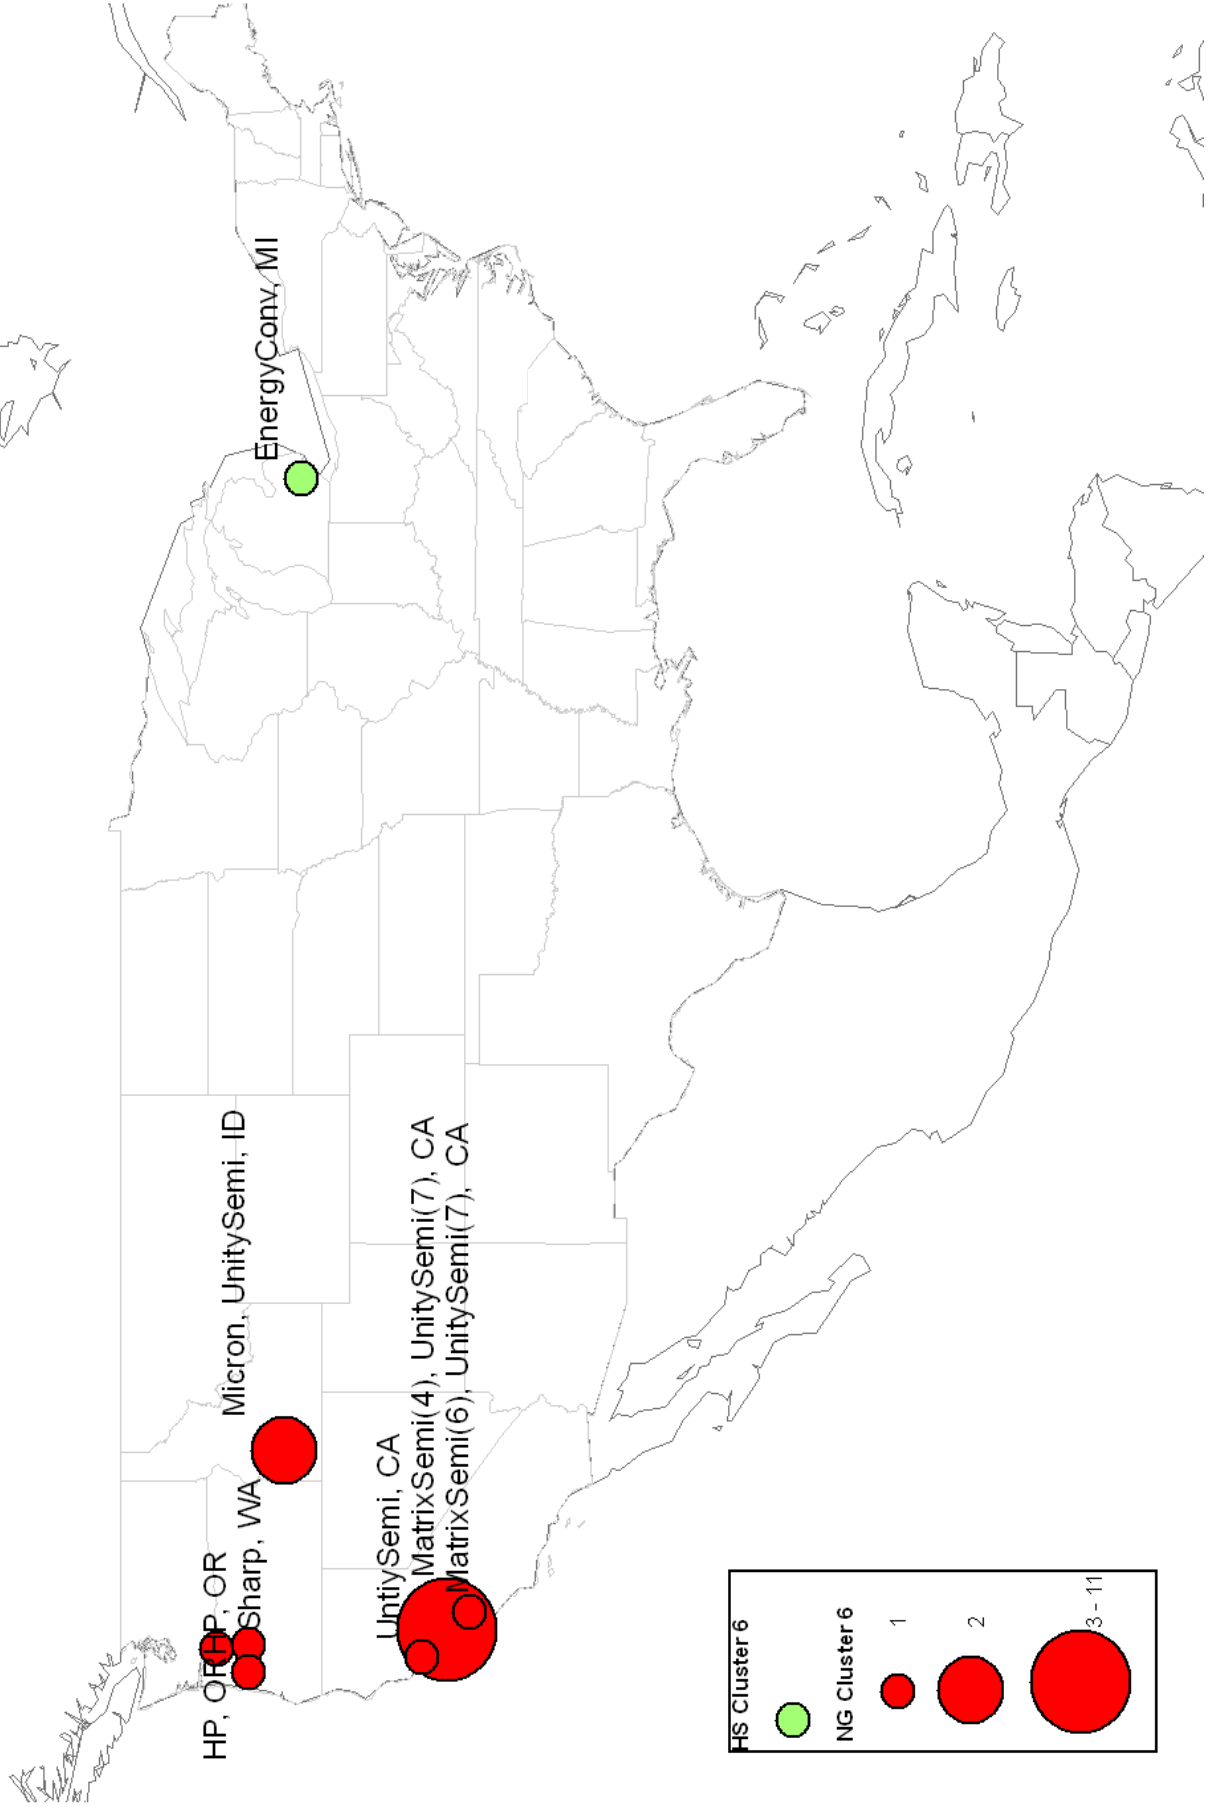 EnergyConv, MI
Micron, UnitySemi, ID
HP, OR
HP, OR
Sharp, WA
UntiySemi, CA
MatrixSemi(4), UnitySemi(7), CA
MatrixSemi(6), UnitySemi(7), CA
HS Cluster 6
NG Cluster 6
1
2
3 - 11